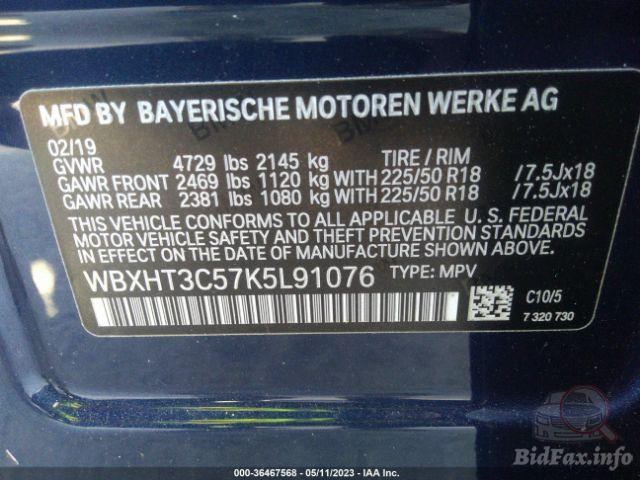 MFD BY BAYERISCHE MOTOREN WERKE AG
02/19
GVWR 4729 lbs 2145 kg TIRE / RIM
GAWR FRONT 2469 lbs 1120 kg WITH 225/50 R18 /7.5Jx18
GAWR REAR 2381 lbs 1080 kg WITH 225/50 R18 /7.5Jx18
THIS VEHICLE CONFORMS TO ALL APPLICABLE U. S. FEDERAL
MOTOR VEHICLE SAFETY AND THEFT PREVENTION STANDARDS
IN EFFECT ON THE DATE OF MANUFACTURE SHOWN ABOVE.
WBXHT3C57K5L91076 TYPE: MPV
C10/5
7 320 730
BidFax.info
000-36467568 - 05/11/2023 - IAA Inc.